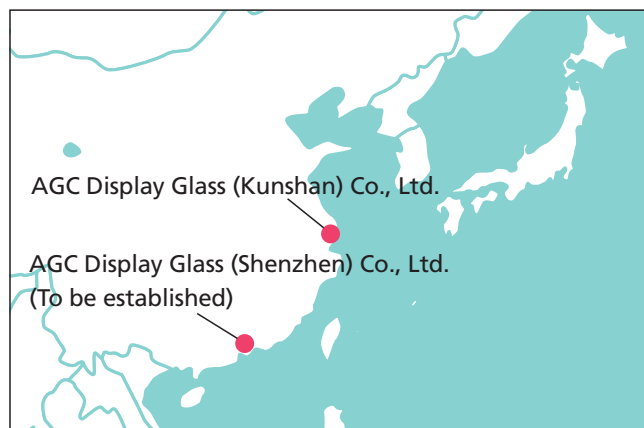 AGC Display Glass (Kunshan) Co., Ltd.
AGC Display Glass (Shenzhen) Co., Ltd.
(To be established)